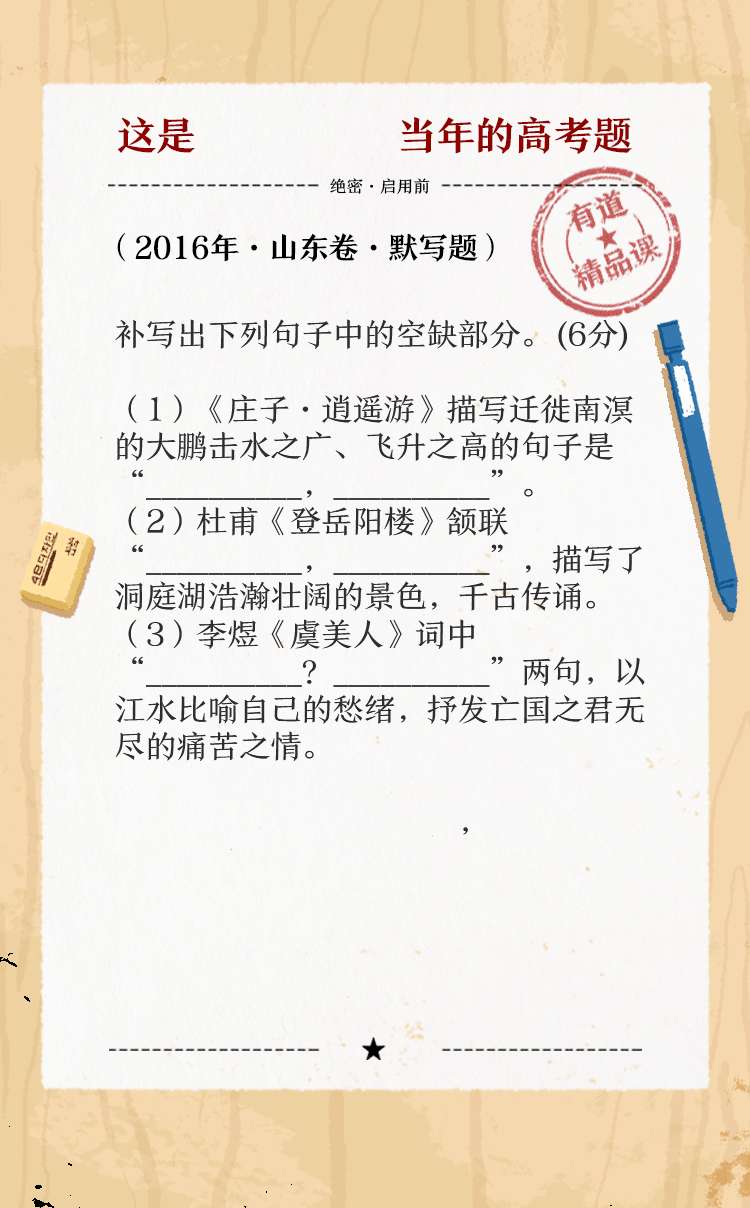 这是 当年的高考题
绝密·启用前
有道
精品课
（2016年·山东卷·默写题）
补写出下列句子中的空缺部分。(6分)
（1）《庄子·逍遥游》描写迁徙南溟
的大鹏击水之广、飞升之高的句子是
“__________，__________”。
（2）杜甫《登岳阳楼》颔联
“__________，__________”，描写了
洞庭湖浩瀚壮阔的景色，千古传诵。
（3）李煜《虞美人》词中
“__________？__________”两句，以
江水比喻自己的愁绪，抒发亡国之君无
尽的痛苦之情。
，